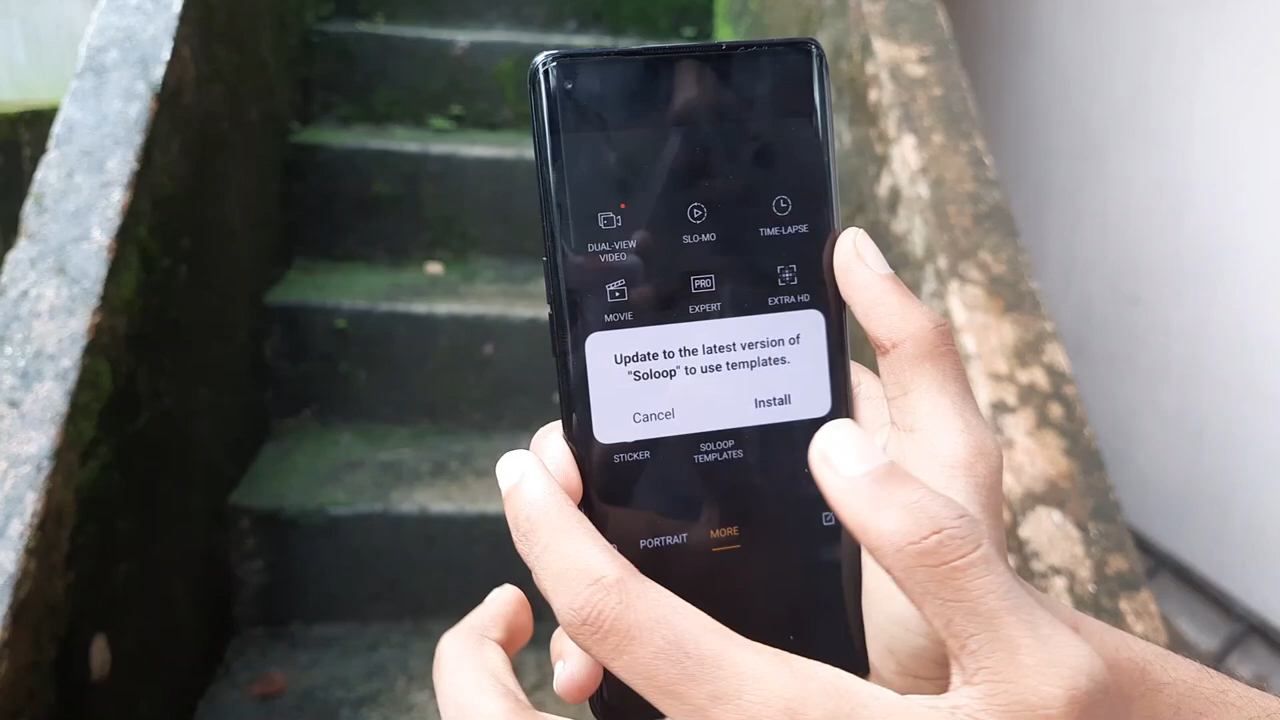 DUAL-VIEW
VIDEO
SLO-MO
TIME-LAPSE
MOVIE
PRO
EXPERT
EXTRA HD
Update to the latest version of
"Soloop" to use templates.
Cancel
Install
STICKER
SOLOOP
TEMPLATES
PORTRAIT
MORE